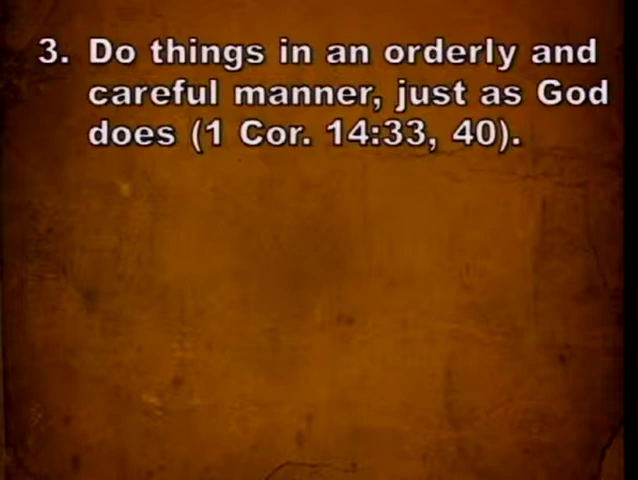 3. Do things in an orderly and
careful manner, just as God
does (1 Cor. 14:33, 40).